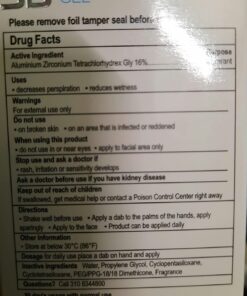 GEL
Please remove foil tamper seal before
Drug Facts
Active Ingredient
Aluminium Zirconium Tetrachlorhydrex Gly 16%
Uses
• decreases perspiration • reduces wetness
Warnings
For external use only
Do not use
• on broken skin • on an area that is infected or reddened
When using this product
• do not use in or near eyes • apply to facial area only
Stop use and ask a doctor if
• rash, irritation or sensitivity develops
Ask a doctor before use if you have kidney disease
Keep out of reach of children
If swallowed, get medical help or contact a Poison Control Center right away
Directions
• Shake well before use • Apply a dab to the palms of the hands, apply
sparingly • Apply to the face • Product can be applied daily
Other information
• Store at below 30°C (86°F)
Dosage for daily use place a dab on hand and apply
Inactive ingredients Water, Propylene Glycol, Cyclopentasiloxane,
Cyclotetrasiloxane, PEG/PPG-18/18 Dimethicone, Fragrance
Questions? Call 310 8344890